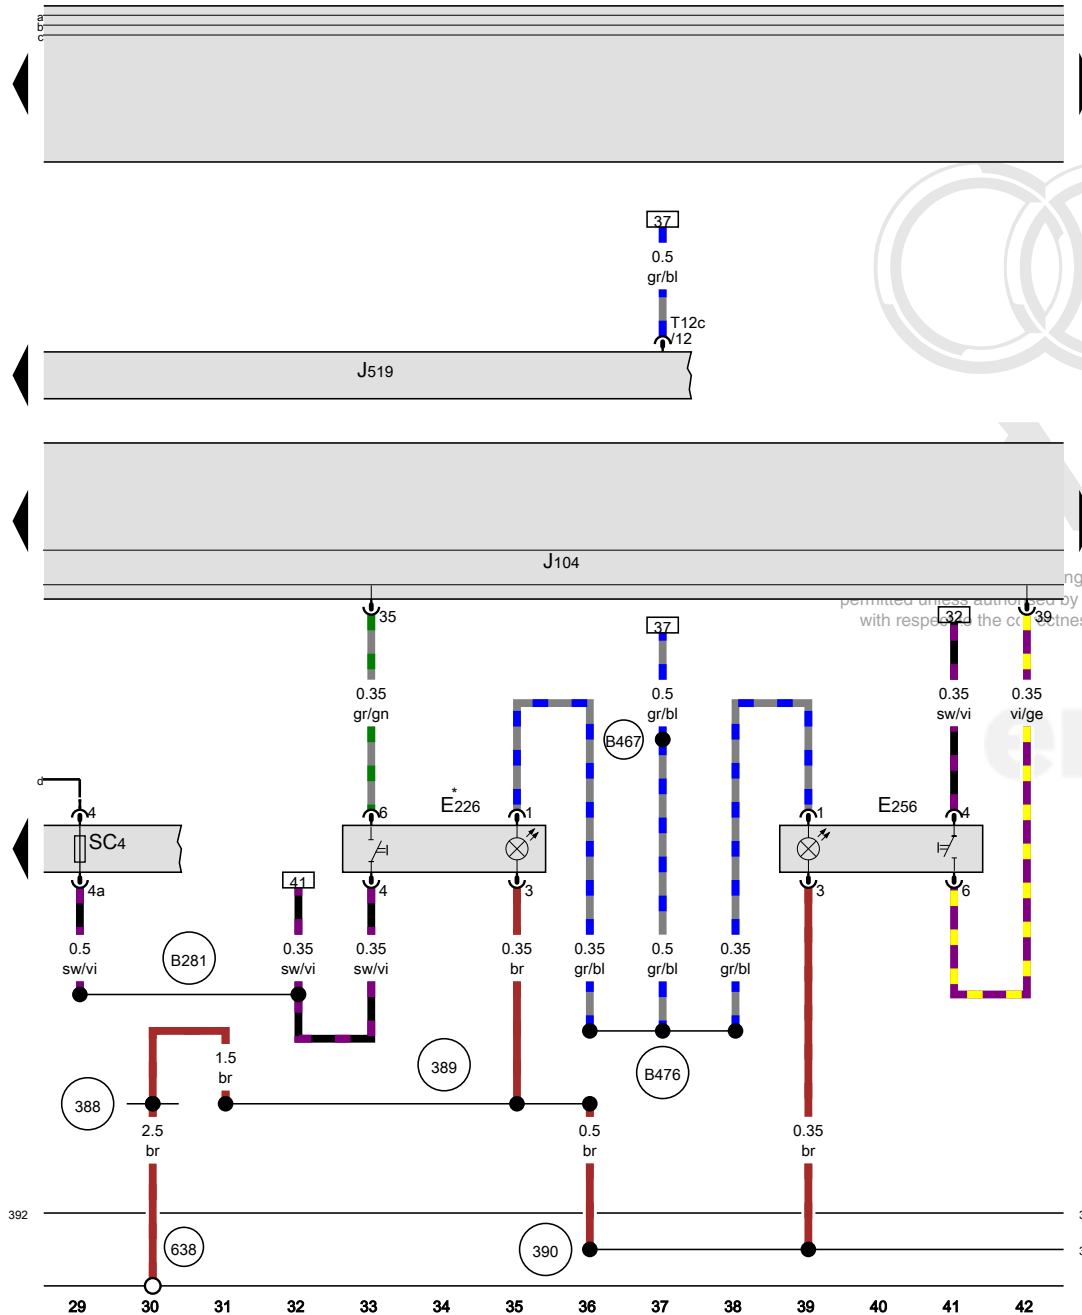 a
b
c
37
0.5
gr/bl
T12c
/12
J519
J104
35
39
permitted unless authorised by
with respect to the correctness
37
32
0.35
gr/gn
0.5
gr/bl
0.35
sw/vi
0.35
vi/ge
B467
d
4
6
*
E226
1
1
E256
4
SC4
4a
41
4
3
3
6
0.5
sw/vi
B281
0.35
sw/vi
0.35
sw/vi
0.35
br
0.35
gr/bl
0.5
gr/bl
0.35
gr/bl
1.5
br
389
B476
388
2.5
br
0.5
br
0.35
br
392
638
390
29 30 31 32 33 34 35 36 37 38 39 40 41 42